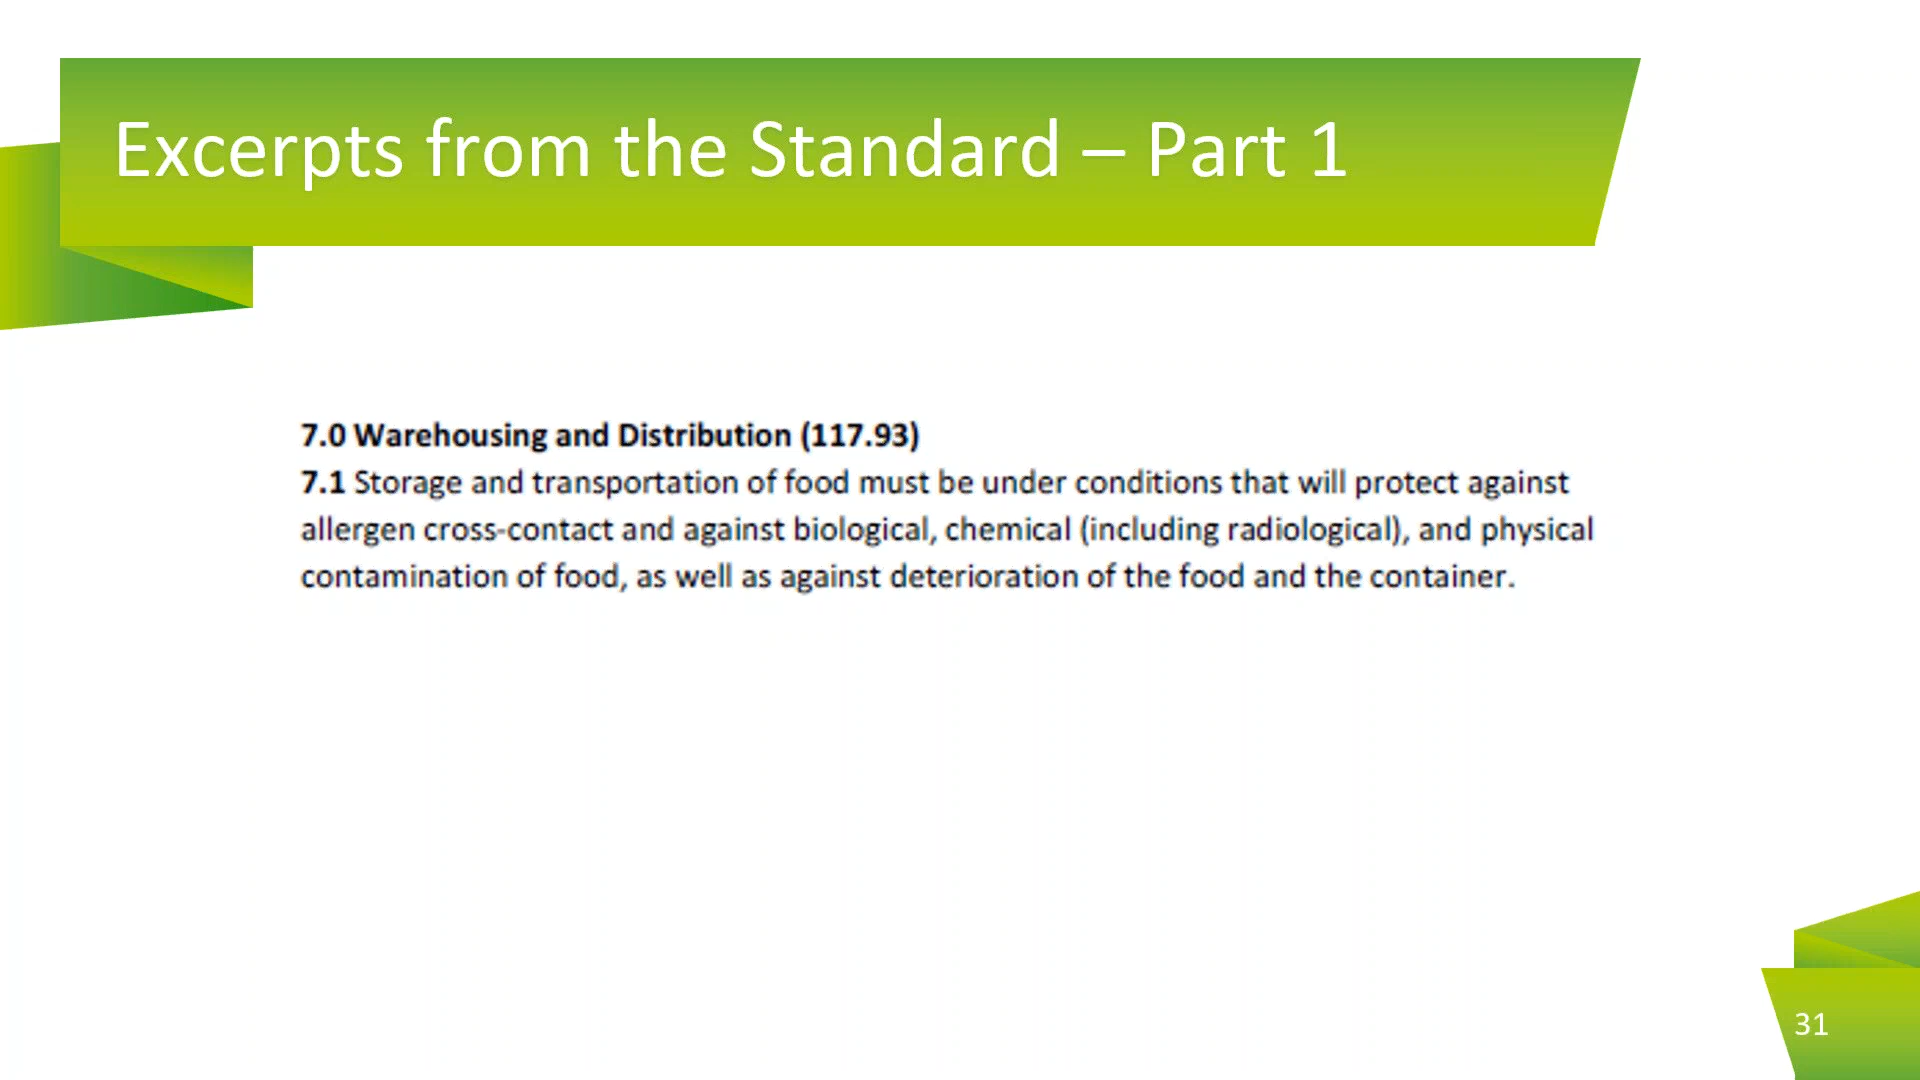 Excerpts from the Standard – Part 1
7.0 Warehousing and Distribution (117.93)
7.1 Storage and transportation of food must be under conditions that will protect against
allergen cross-contact and against biological, chemical (including radiological), and physical
contamination of food, as well as against deterioration of the food and the container.
31